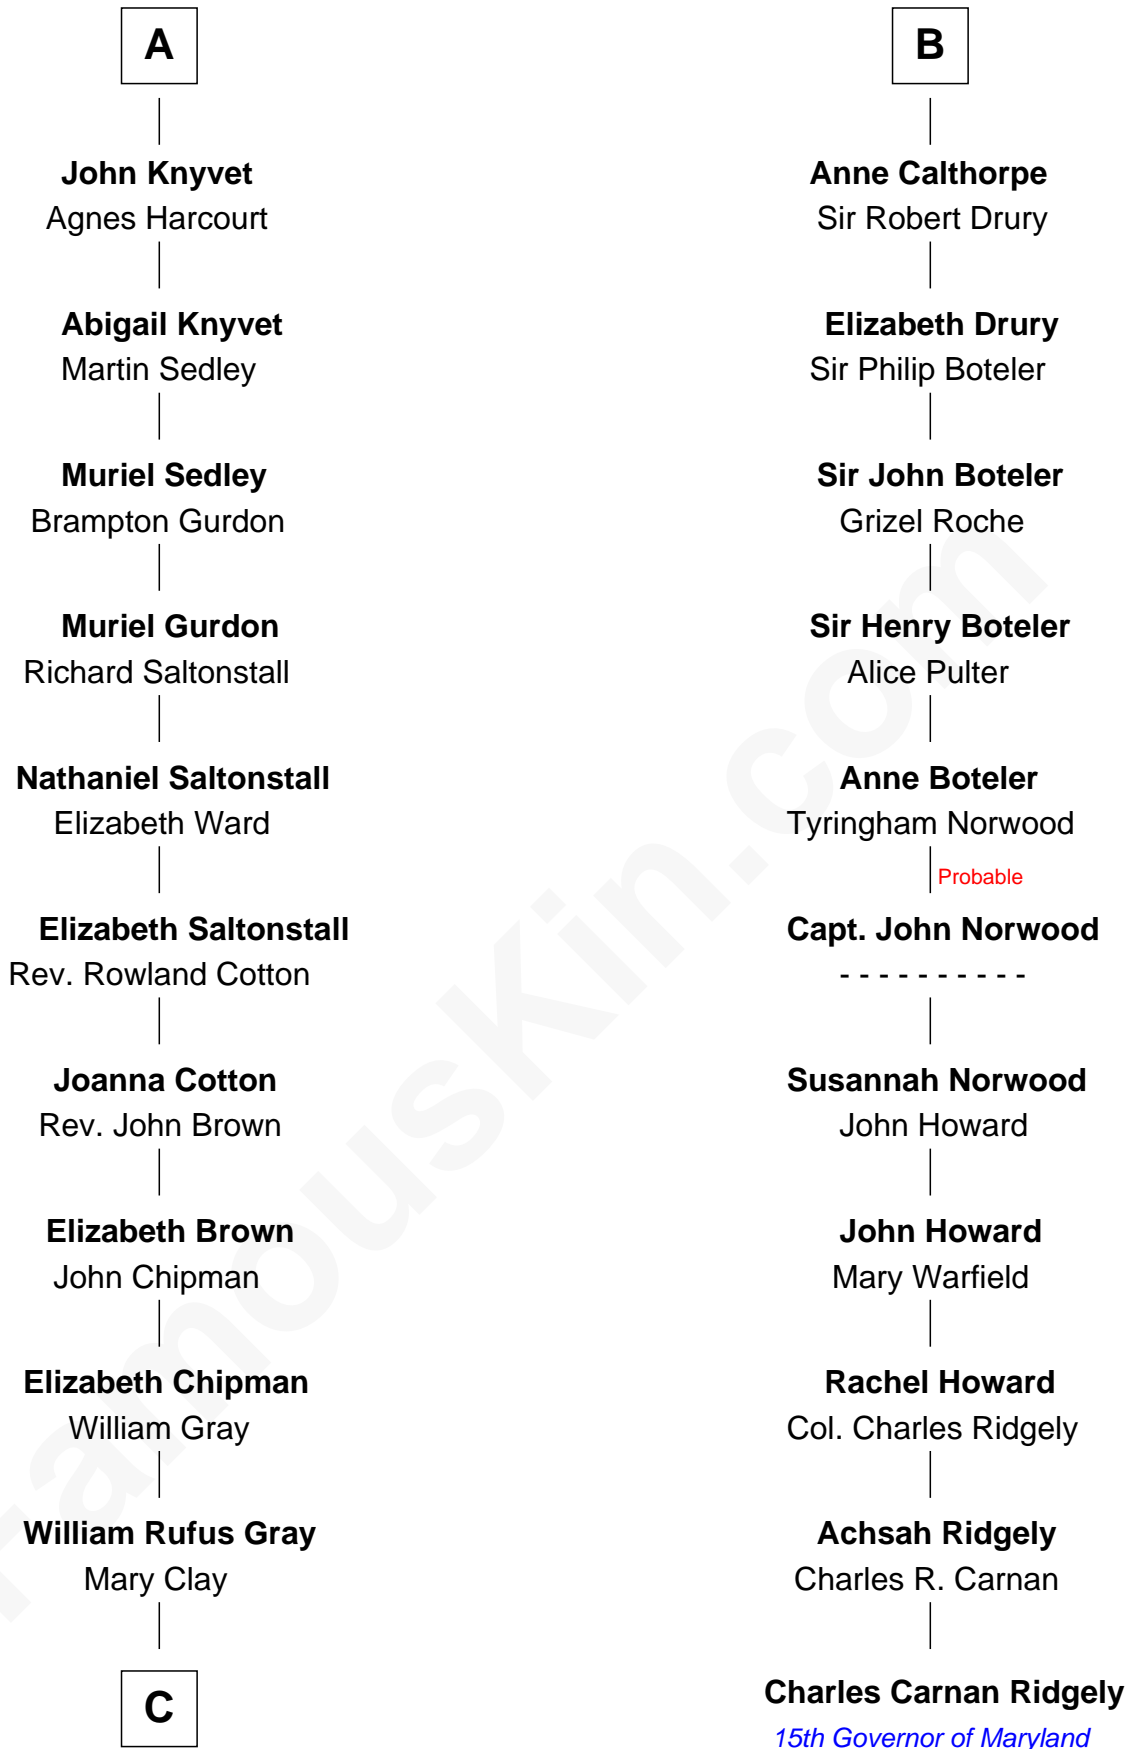 A
John Knyvet
Agnes Harcourt
Abigail Knyvet
Martin Sedley
Muriel Sedley
Brampton Gurdon
Muriel Gurdon
Richard Saltonstall
Nathaniel Saltonstall
Elizabeth Ward
Elizabeth Saltonstall
Rev. Rowland Cotton
Joanna Cotton
Rev. John Brown
Elizabeth Brown
John Chipman
Elizabeth Chipman
William Gray
William Rufus Gray
Mary Clay
C
B
Anne Calthorpe
Sir Robert Drury
Elizabeth Drury
Sir Philip Boteler
Sir John Boteler
Grizel Roche
Sir Henry Boteler
Alice Pulter
Anne Boteler
Tyringham Norwood
Probable
Capt. John Norwood
- - - - - - - - - -
Susannah Norwood
John Howard
John Howard
Mary Warfield
Rachel Howard
Col. Charles Ridgely
Achsah Ridgely
Charles R. Carnan
Charles Carnan Ridgely
15th Governor of Maryland
FamousKin.com